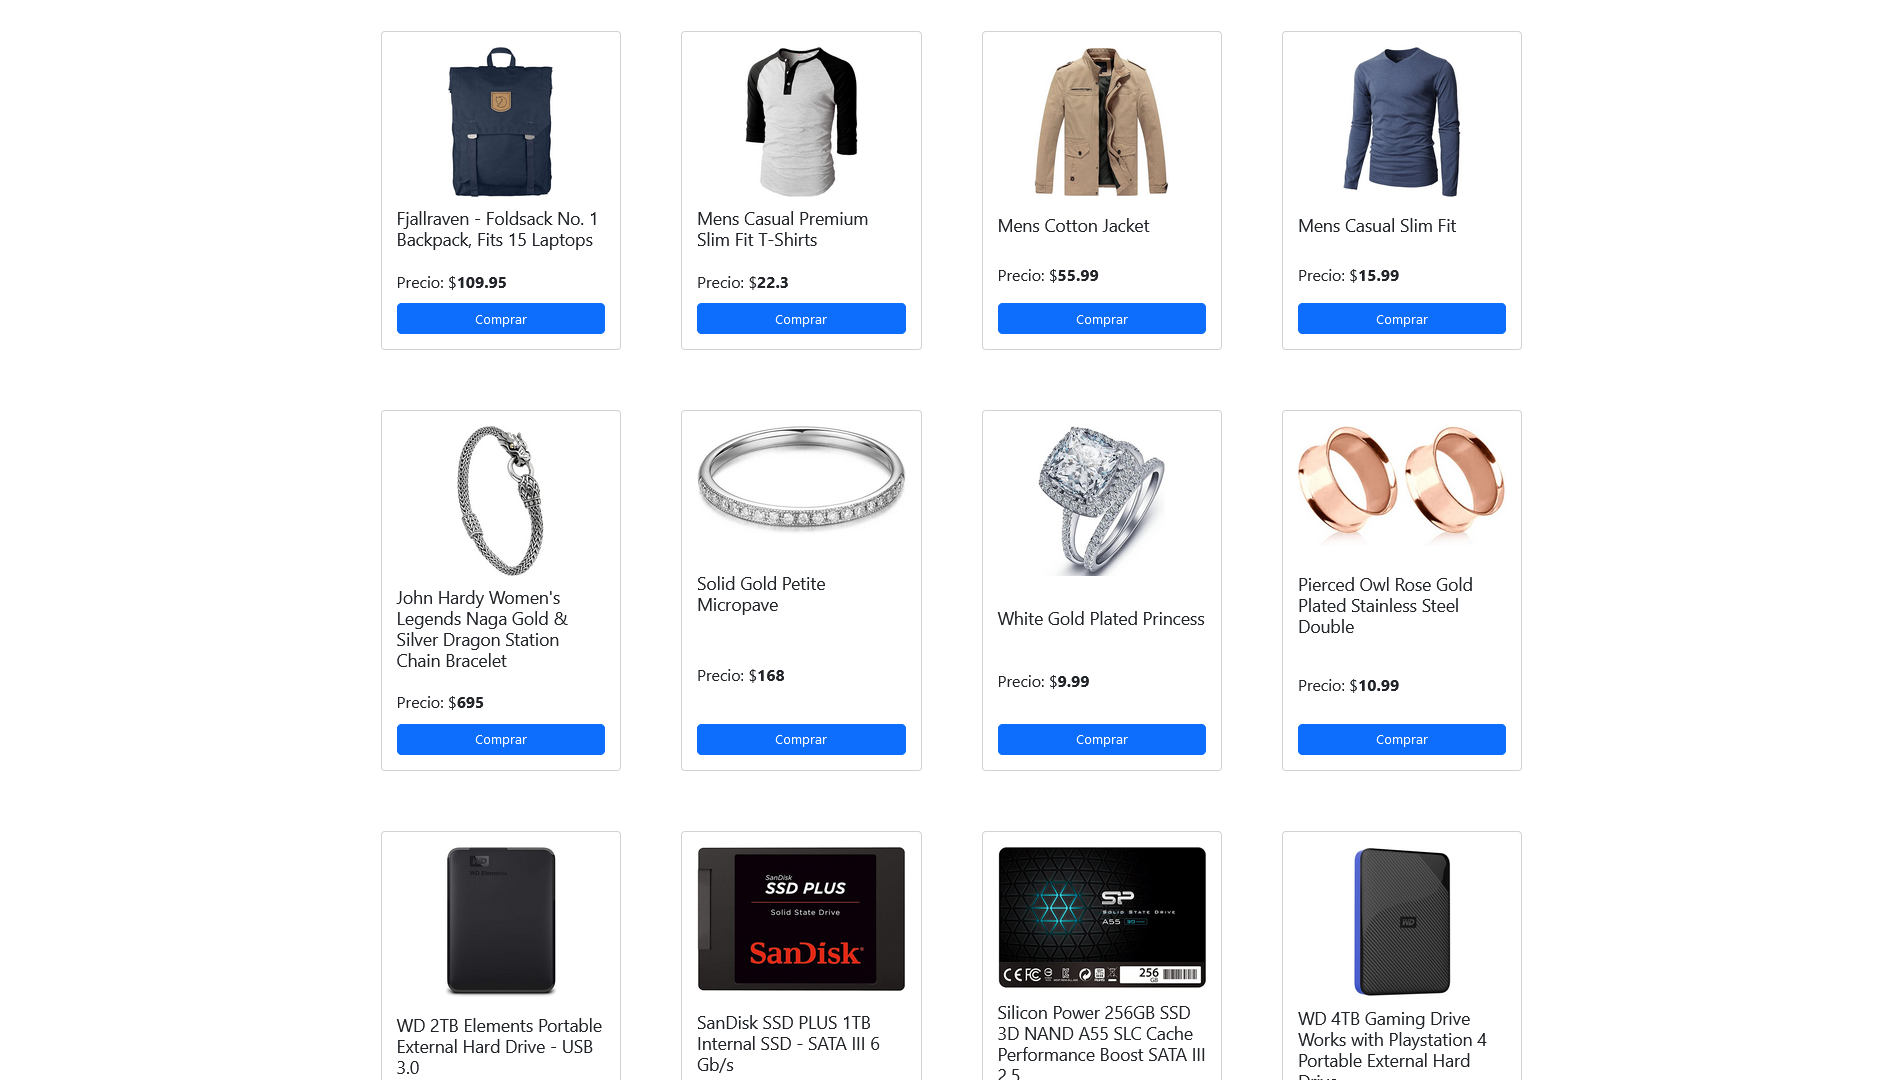 Fjallraven - Foldsack No. 1
Backpack, Fits 15 Laptops
Precio: $109.95
Comprar
Mens Casual Premium
Slim Fit T-Shirts
Precio: $22.3
Comprar
Mens Cotton Jacket
Precio: $55.99
Comprar
Mens Casual Slim Fit
Precio: $15.99
Comprar
John Hardy Women's
Legends Naga Gold &
Silver Dragon Station
Chain Bracelet
Precio: $695
Comprar
Solid Gold Petite
Micropave
Precio: $168
Comprar
White Gold Plated Princess
Precio: $9.99
Comprar
Pierced Owl Rose Gold
Plated Stainless Steel
Double
Precio: $10.99
Comprar
WD
WD Elements
WD 2TB Elements Portable
External Hard Drive - USB
3.0
SanDisk
SSD PLUS
Solid State Drive
SanDisk
SanDisk SSD PLUS 1TB
Internal SSD - SATA III 6
Gb/s
SP
SOLID STATE DRIVE
A55
256
GB
Silicon Power 256GB SSD
3D NAND A55 SLC Cache
Performance Boost SATA III
2.5
WD
WD 4TB Gaming Drive
Works with Playstation 4
Portable External Hard
Drive